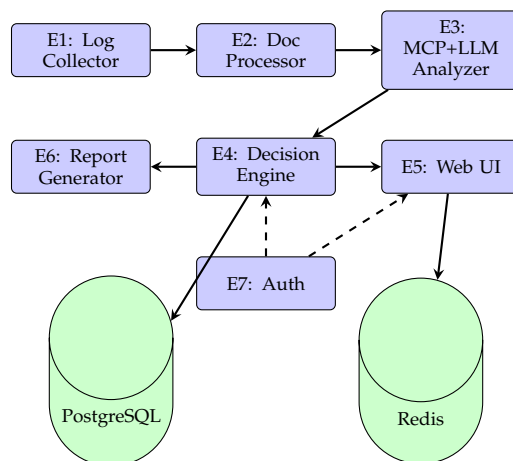 E1: Log
Collector
E2: Doc
Processor
E3:
MCP+LLM
Analyzer
E6: Report
Generator
E4: Decision
Engine
E5: Web UI
E7: Auth
PostgreSQL
Redis